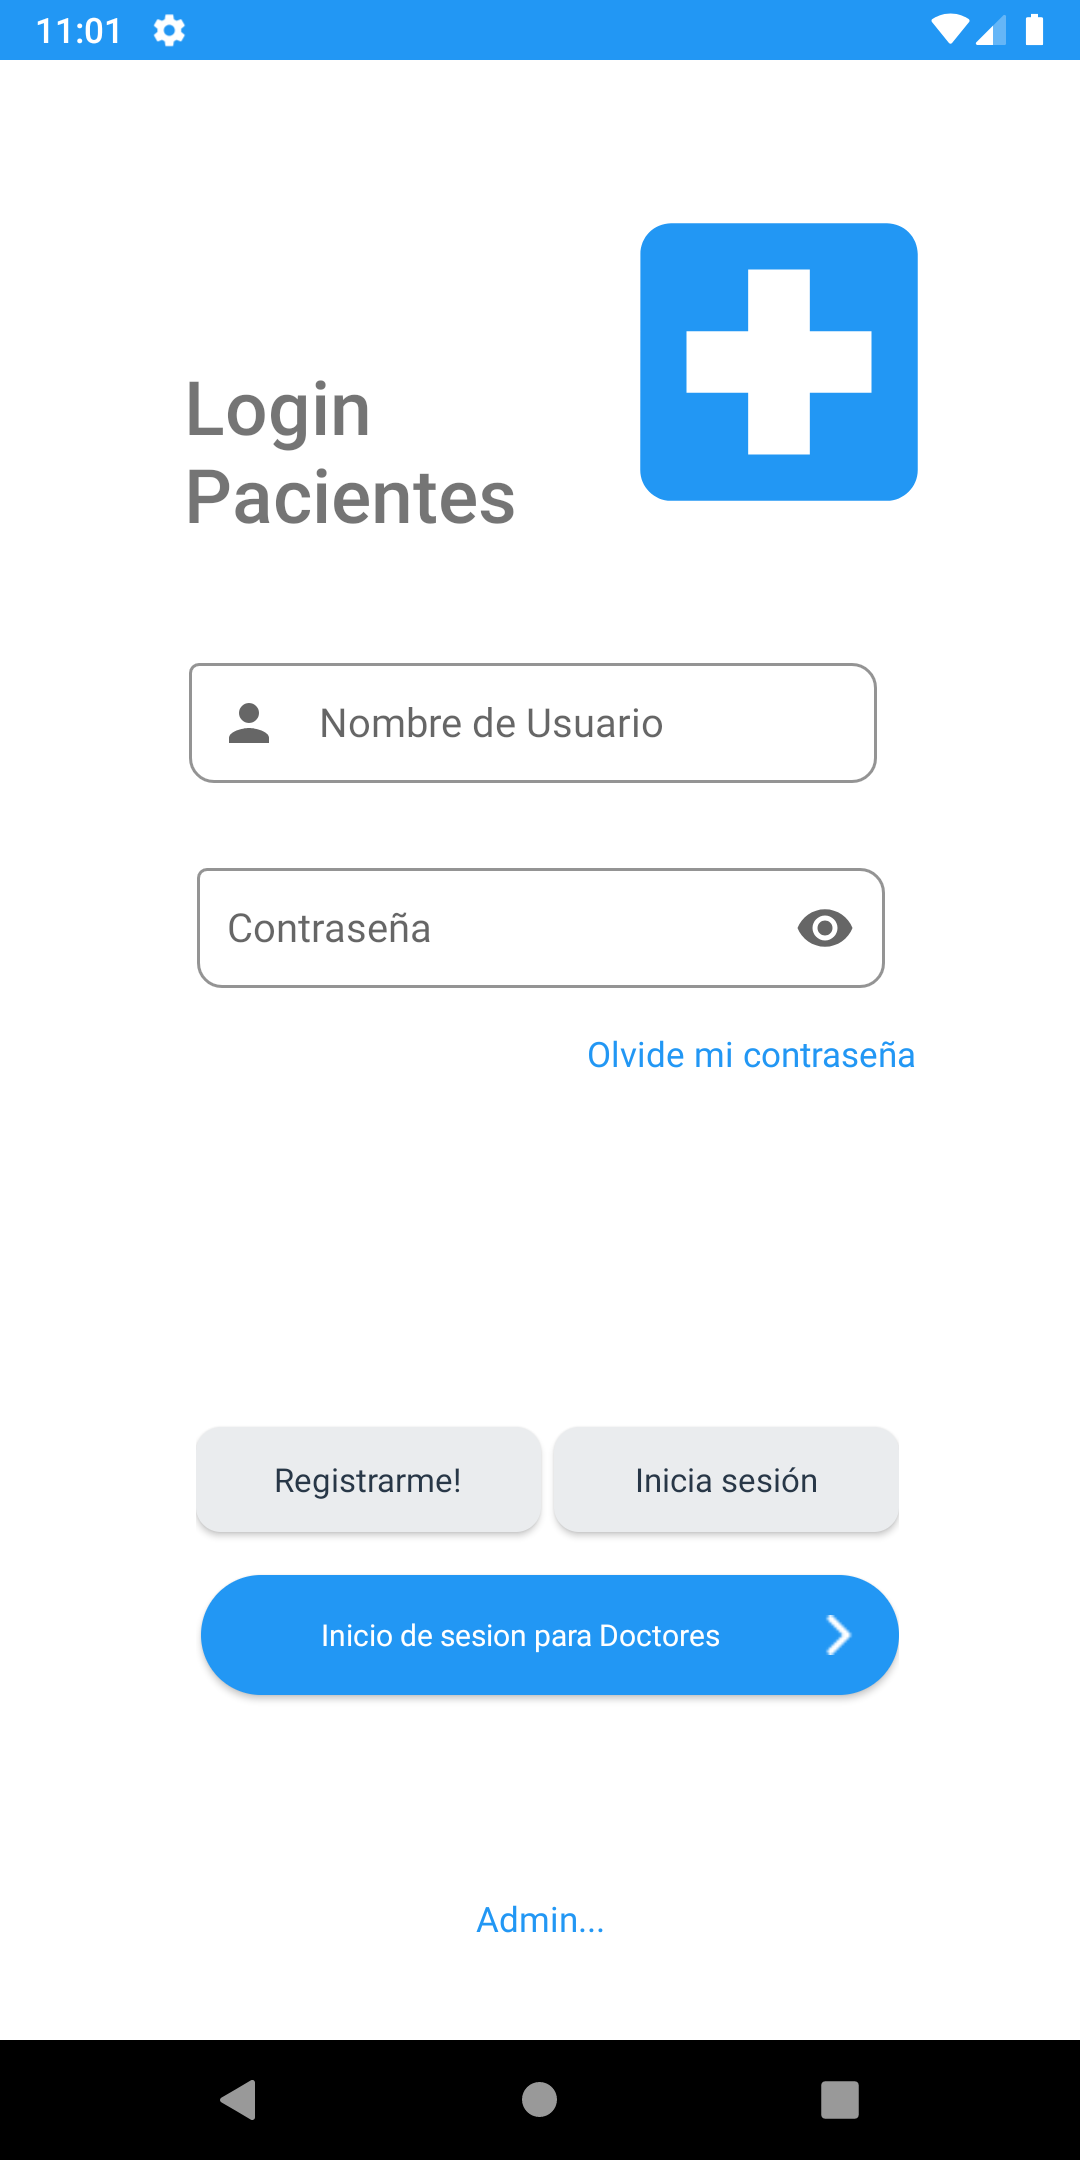 11:01
Login
Pacientes
Nombre de Usuario
Contraseña
Olvide mi contraseña
Registrarme!
Inicia sesión
Inicio de sesion para Doctores
Admin...